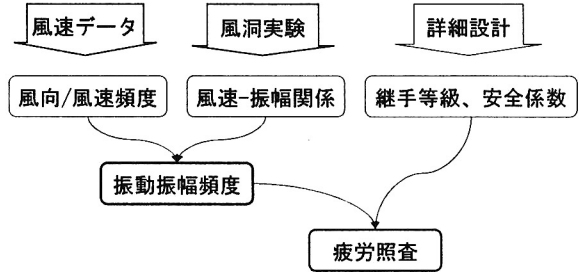 風速データ
風洞実験
詳細設計
風向/風速頻度
風速-振幅関係
継手等級、安全係数
振動振幅頻度
疲労照査